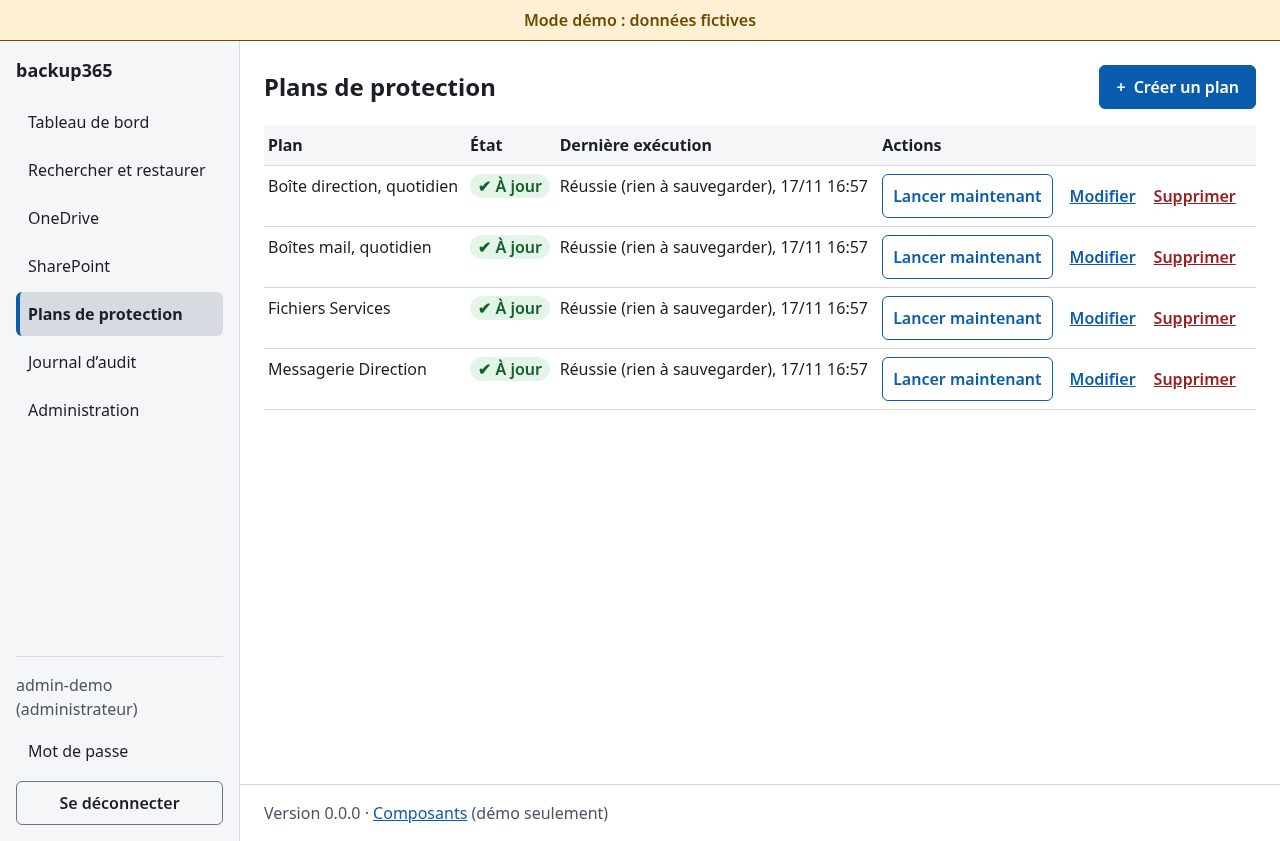 Mode démo : données fictives
backup365
Tableau de bord
Rechercher et restaurer
OneDrive
SharePoint
Plans de protection
Journal d’audit
Administration
admin-demo
(administrateur)
Mot de passe
Se déconnecter
Plans de protection
+ Créer un plan
Plan État Dernière exécution Actions
Boîte direction, quotidien ✔ À jour Réussie (rien à sauvegarder), 17/11 16:57 Lancer maintenant Modifier Supprimer
Boîtes mail, quotidien ✔ À jour Réussie (rien à sauvegarder), 17/11 16:57 Lancer maintenant Modifier Supprimer
Fichiers Services ✔ À jour Réussie (rien à sauvegarder), 17/11 16:57 Lancer maintenant Modifier Supprimer
Messagerie Direction ✔ À jour Réussie (rien à sauvegarder), 17/11 16:57 Lancer maintenant Modifier Supprimer
Version 0.0.0 · Composants (démo seulement)